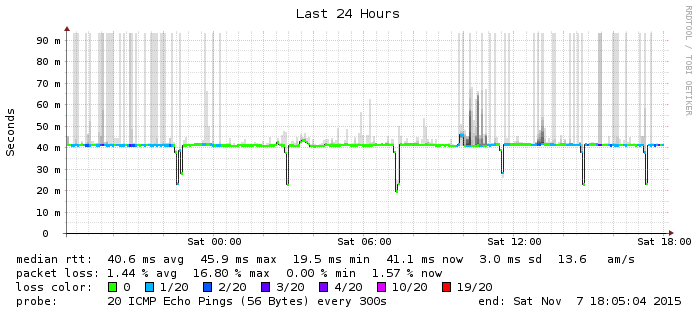 Last 24 Hours
RRDTOOL / TOBI OETIKER
Seconds
90 m
80 m
70 m
60 m
50 m
40 m
30 m
20 m
10 m
0
Sat 00:00 Sat 06:00 Sat 12:00 Sat 18:00
median rtt: 40.6 ms avg 45.9 ms max 19.5 ms min 41.1 ms now 3.0 ms sd 13.6 am/s
packet loss: 1.44 % avg 16.80 % max 0.00 % min 1.57 % now
loss color: 0 1/20 2/20 3/20 4/20 10/20 19/20
probe: 20 ICMP Echo Pings (56 Bytes) every 300s end: Sat Nov 7 18:05:04 2015